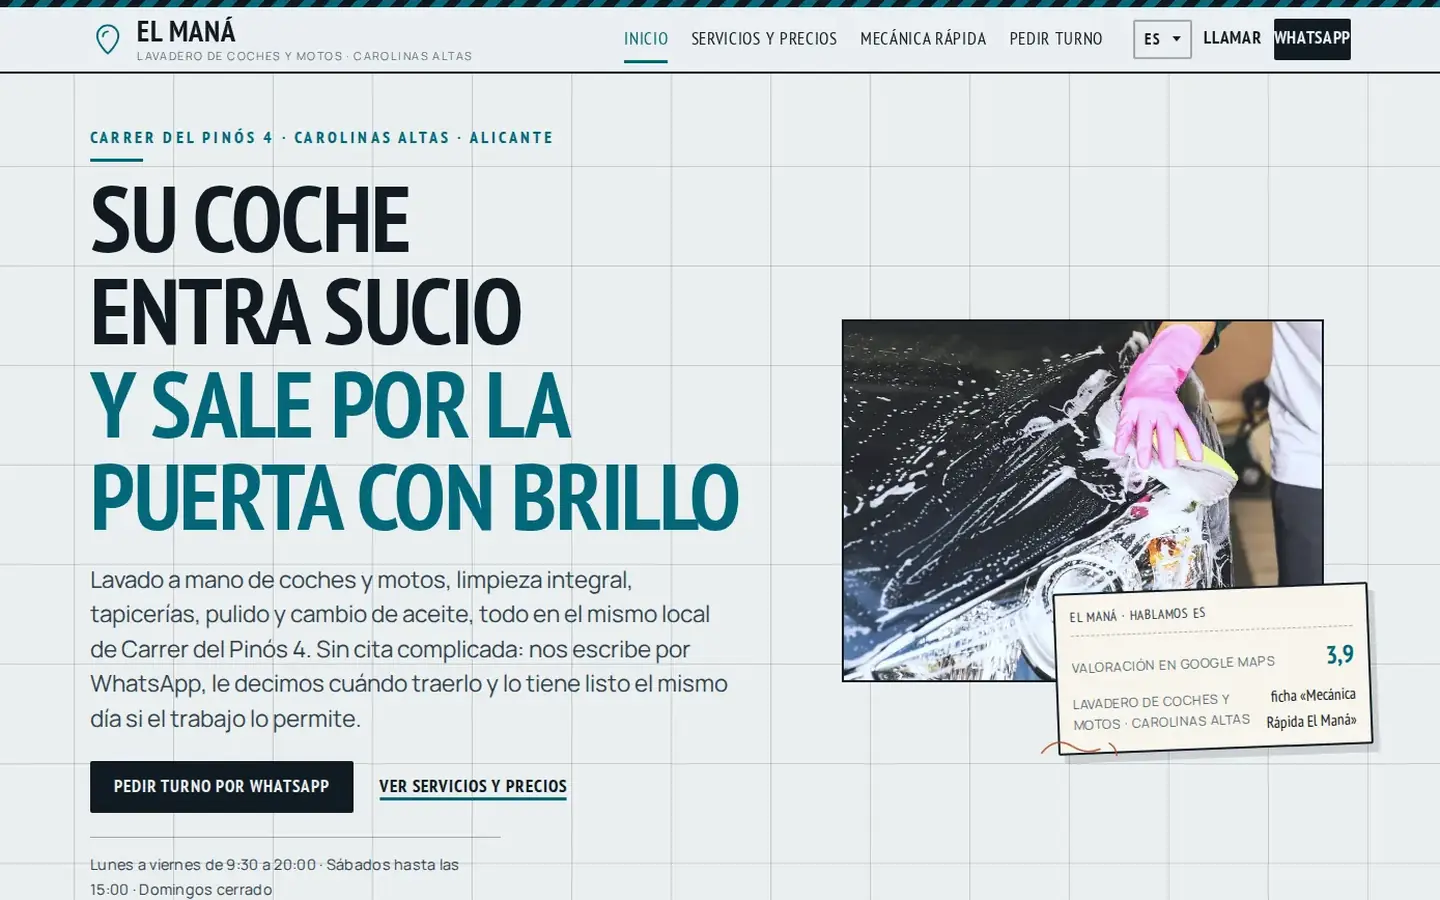 EL MANÁ
LAVADERO DE COCHES Y MOTOS · CAROLINAS ALTAS
INICIO
SERVICIOS Y PRECIOS
MECÁNICA RÁPIDA
PEDIR TURNO
ES
LLAMAR
WHATSAPP
CARRER DEL PINÓS 4 · CAROLINAS ALTAS · ALICANTE
SU COCHE
ENTRA SUCIO
Y SALE POR LA
PUERTA CON BRILLO
Lavado a mano de coches y motos, limpieza integral,
tapicerías, pulido y cambio de aceite, todo en el mismo local
de Carrer del Pinós 4. Sin cita complicada: nos escribe por
WhatsApp, le decimos cuándo traerlo y lo tiene listo el mismo
día si el trabajo lo permite.
PEDIR TURNO POR WHATSAPP
VER SERVICIOS Y PRECIOS
Lunes a viernes de 9:30 a 20:00 · Sábados hasta las
15:00 · Domingos cerrado
EL MANÁ · HABLAMOS ES
VALORACIÓN EN GOOGLE MAPS
3,9
LAVADERO DE COCHES Y
MOTOS · CAROLINAS ALTAS
ficha «Mecánica
Rápida El Maná»